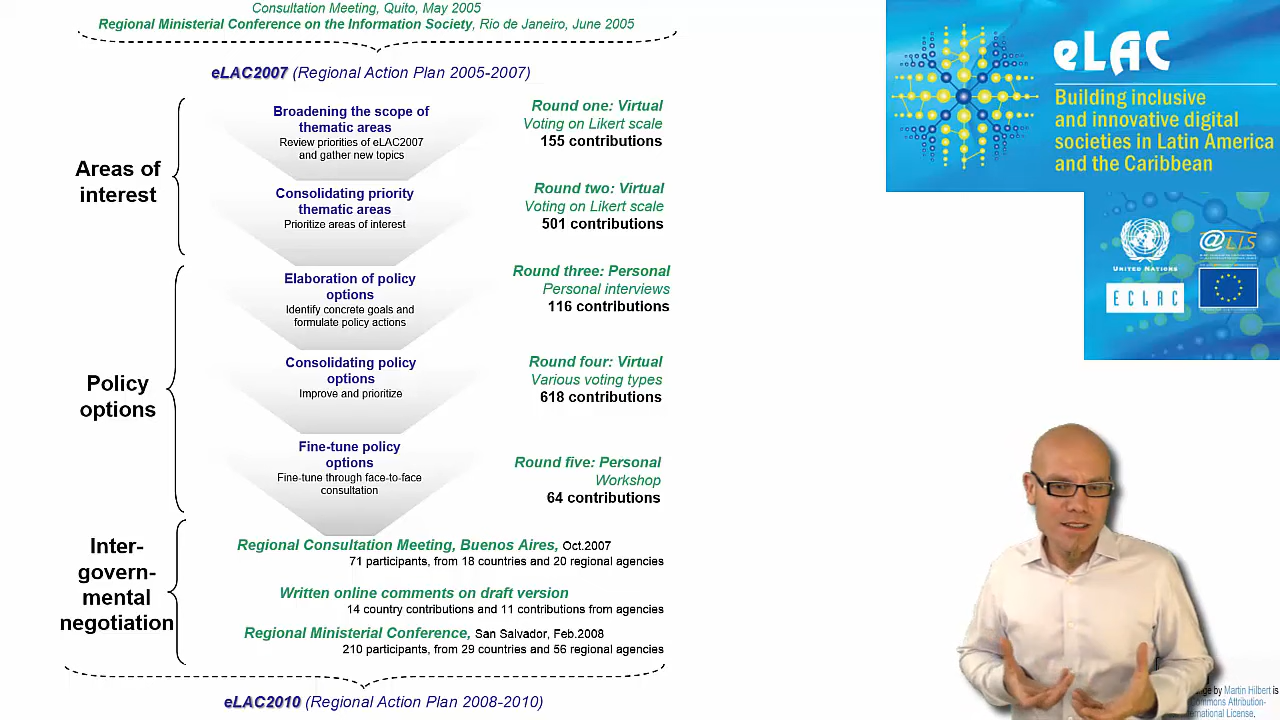 Consultation Meeting, Quito, May 2005
Regional Ministerial Conference on the Information Society, Rio de Janeiro, June 2005
eLAC2007 (Regional Action Plan 2005-2007)
Areas of
interest
Broadening the scope of
thematic areas
Review priorities of eLAC2007
and gather new topics
Round one: Virtual
Voting on Likert scale
155 contributions
Consolidating priority
thematic areas
Prioritize areas of interest
Round two: Virtual
Voting on Likert scale
501 contributions
Policy
options
Elaboration of policy
options
Identify concrete goals and
formulate policy actions
Round three: Personal
Personal interviews
116 contributions
Consolidating policy
options
Improve and prioritize
Round four: Virtual
Various voting types
618 contributions
Fine-tune policy
options
Fine-tune through face-to-face
consultation
Round five: Personal
Workshop
64 contributions
Inter-
govern-
mental
negotiation
Regional Consultation Meeting, Buenos Aires, Oct.2007
71 participants, from 18 countries and 20 regional agencies
Written online comments on draft version
14 country contributions and 11 contributions from agencies
Regional Ministerial Conference, San Salvador, Feb.2008
210 participants, from 29 countries and 56 regional agencies
eLAC2010 (Regional Action Plan 2008-2010)
eLAC
Building inclusive
and innovative digital
societies in Latin America
and the Caribbean
UNITED NATIONS
@LIS
ECLAC
by Martin Hilbert is
Commons Attribution-
License,